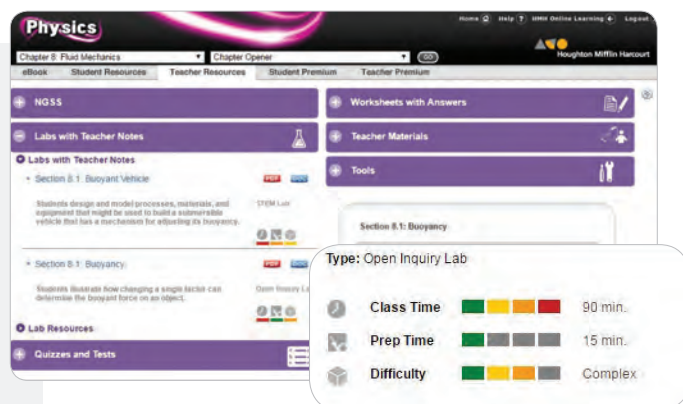 Physics
Home Help ? HMH Online Learning Logout
Houghton Mifflin Harcourt
Chapter 8: Fluid Mechanics Chapter Opener GO
eBook Student Resources Teacher Resources Student Premium Teacher Premium
NGSS
Labs with Teacher Notes
Labs with Teacher Notes
Section 8.1: Buoyant Vehicle PDF DOC
Students design and model processes, materials, and
equipment that might be used to build a submersible
vehicle that has a mechanism for adjusting its buoyancy.
STEM Lab
Section 8.1: Buoyancy PDF DOC
Students illustrate how changing a single factor can
determine the buoyant force on an object.
Open Inquiry
Lab Resources
Quizzes and Tests
Worksheets with Answers
Teacher Materials
Tools
Section 8.1: Buoyancy
Type: Open Inquiry Lab
Class Time 90 min.
Prep Time 15 min.
Difficulty Complex